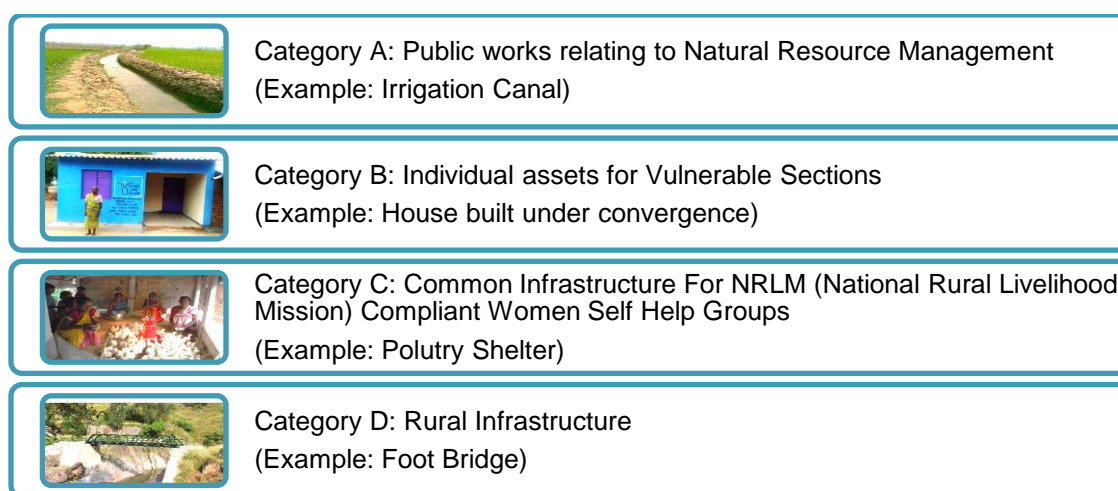 Category A: Public works relating to Natural Resource Management
(Example: Irrigation Canal)
Category B: Individual assets for Vulnerable Sections
(Example: House built under convergence)
Category C: Common Infrastructure For NRLM (National Rural Livelihood
Mission) Compliant Women Self Help Groups
(Example: Polutry Shelter)
Category D: Rural Infrastructure
(Example: Foot Bridge)